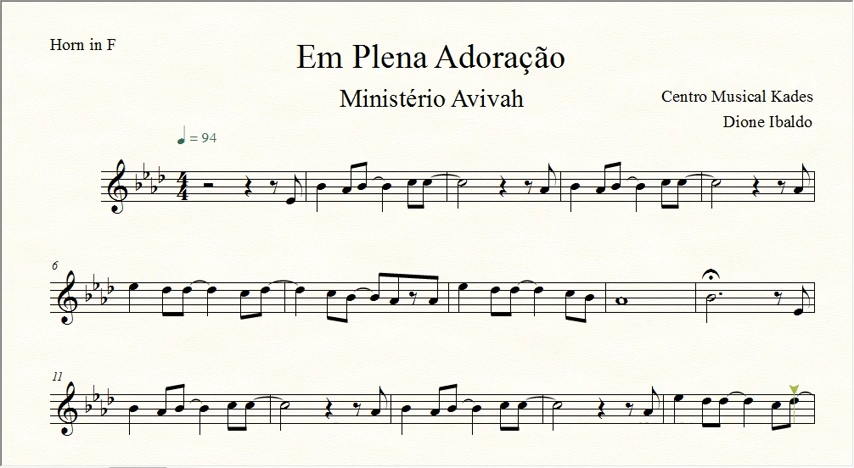 Horn in F
Em Plena Adoração
Ministério Avivah
Centro Musical Kades
Dione Ibaldo
= 94
4
4
6
11